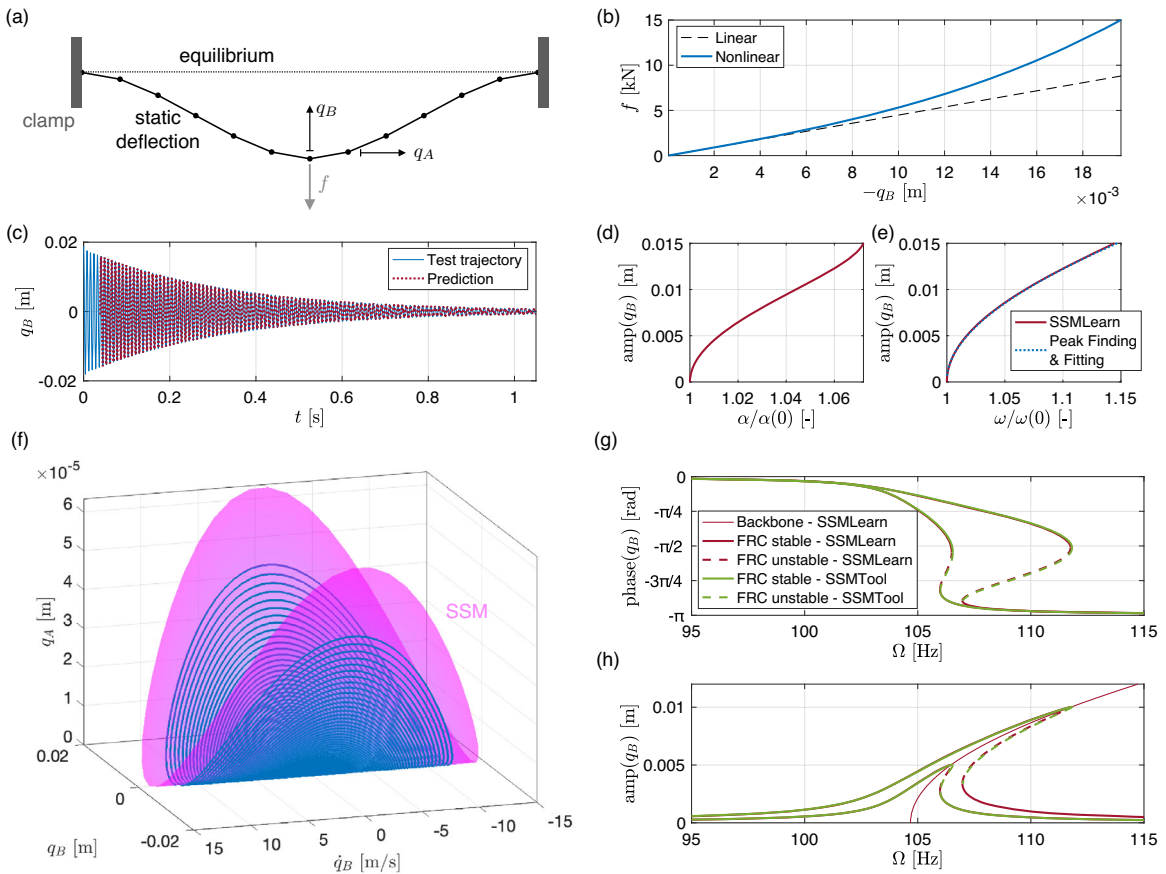 (a)
equilibrium
clamp
static
deflection
q_B
q_A
f
(b)
Linear
Nonlinear
f [kN]
15
10
5
0
2
4
6
8
10
12
14
16
18
−q_B [m]
×10⁻³
(c)
Test trajectory
Prediction
q_B [m]
0.02
0
-0.02
0
0.2
0.4
0.6
0.8
1
t [s]
(d)
amp(q_B) [m]
0.015
0.01
0.005
0
1
1.02
1.04
1.06
α/α(0) [-]
(e)
amp(q_B) [m]
0.015
0.01
0.005
0
SSMLearn
Peak Finding
& Fitting
1
1.05
1.1
1.15
ω/ω(0) [-]
(f)
×10⁻⁵
q_A [m]
6
5
4
3
2
1
0
SSM
0.02
0
-0.02
q_B [m]
15
10
5
0
-5
-10
-15
q̇_B [m/s]
(g)
phase(q_B) [rad]
0
-π/4
-π/2
-3π/4
-π
Backbone - SSMLearn
FRC stable - SSMLearn
FRC unstable - SSMLearn
FRC stable - SSMTool
FRC unstable - SSMTool
95
100
105
110
115
Ω [Hz]
(h)
amp(q_B) [m]
0.01
0.005
0
95
100
105
110
115
Ω [Hz]